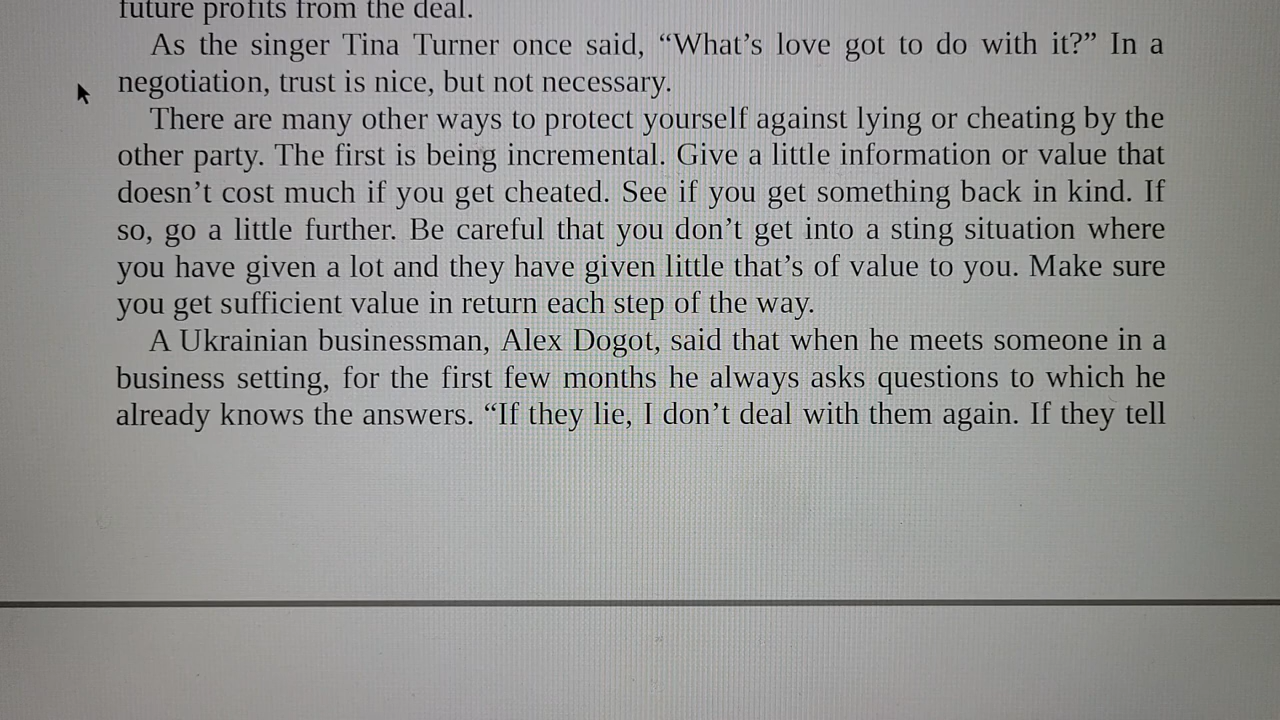 future profits from the deal.
As the singer Tina Turner once said, “What’s love got to do with it?” In a
negotiation, trust is nice, but not necessary.
There are many other ways to protect yourself against lying or cheating by the
other party. The first is being incremental. Give a little information or value that
doesn’t cost much if you get cheated. See if you get something back in kind. If
so, go a little further. Be careful that you don’t get into a sting situation where
you have given a lot and they have given little that’s of value to you. Make sure
you get sufficient value in return each step of the way.
A Ukrainian businessman, Alex Dogot, said that when he meets someone in a
business setting, for the first few months he always asks questions to which he
already knows the answers. “If they lie, I don’t deal with them again. If they tell